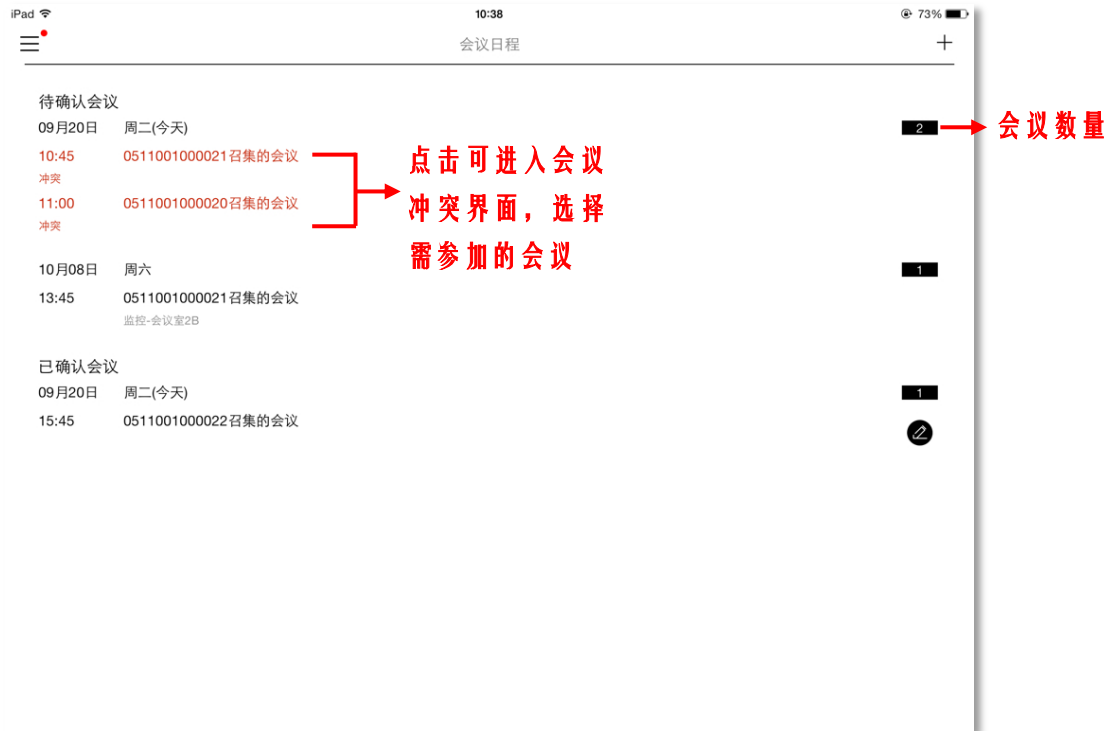 iPad 10:38 73%
会议日程
待确认会议
09月20日 周二(今天) 2
会议数量
10:45 0511001000021召集的会议
冲突
11:00 0511001000020召集的会议
冲突
点击可进入会议
冲突界面，选择
需参加的会议
10月08日 周六 1
13:45 0511001000021召集的会议
监控-会议室2B
已确认会议
09月20日 周二(今天) 1
15:45 0511001000022召集的会议